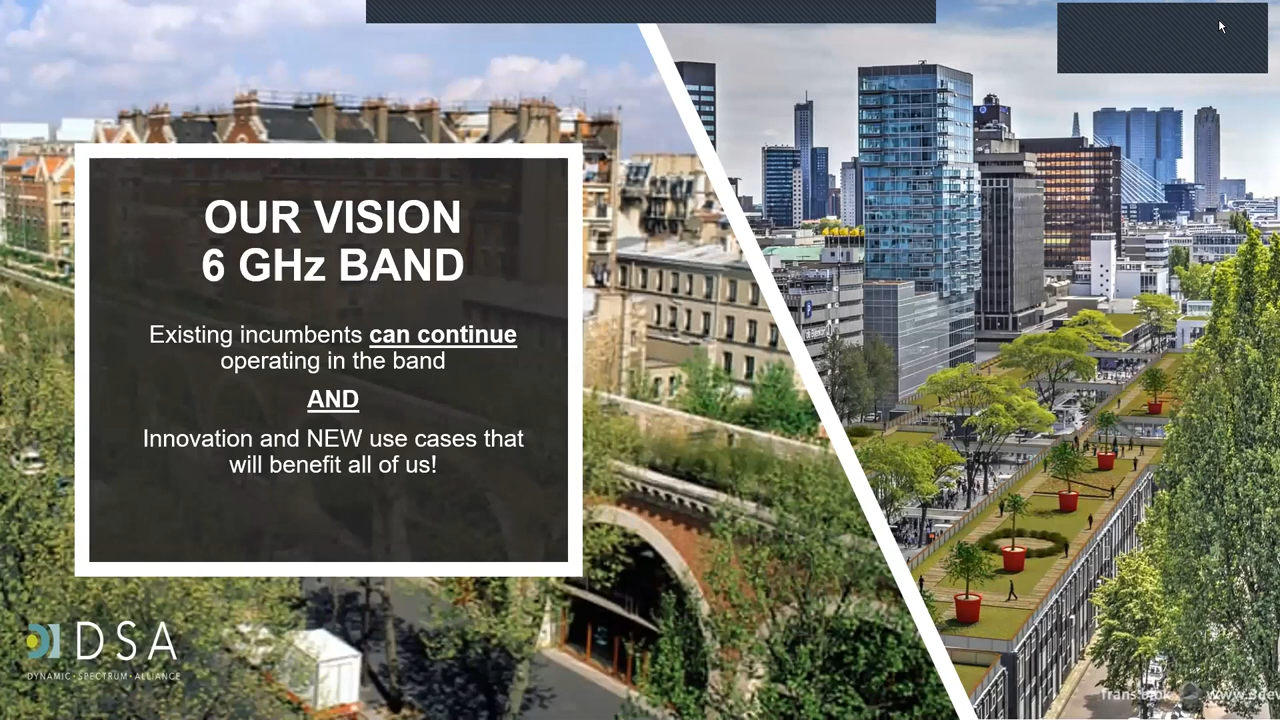 OUR VISION
6 GHz BAND
Existing incumbents can continue
operating in the band
AND
Innovation and NEW use cases that
will benefit all of us!
DSA
DYNAMIC·SPECTRUM·ALLIANCE